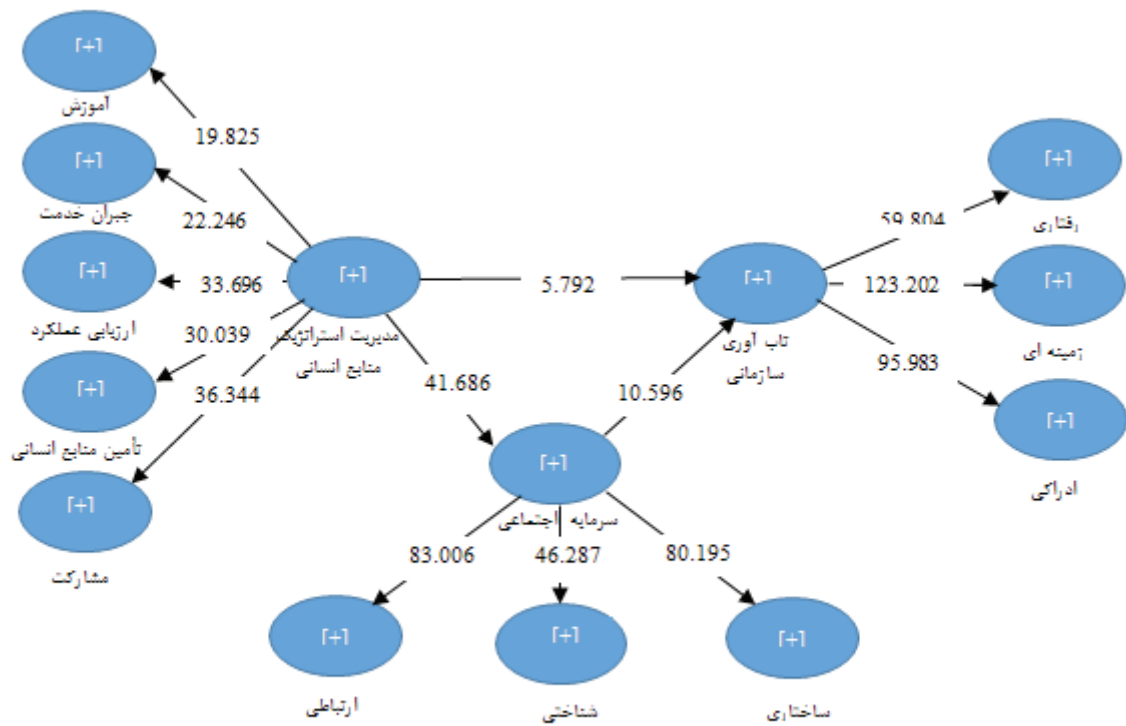 [+]
آموزش
19.825
[+]
جبران خدمت
22.246
[+]
ارزیابی عملکرد
33.696
[+]
تأمین منابع انسانی
30.039
[+]
مشارکت
36.344
[+]
مدیریت استراتژیک
منابع انسانی
5.792
41.686
[+]
تاب آوری
سازمانی
10.596
[+]
سرمایه اجتماعی
59.804
[+]
رفتاری
123.202
[+]
زمینه ای
95.983
[+]
ادراکی
83.006
46.287
80.195
[+]
ارتباطی
[+]
شناختی
[+]
ساختاری